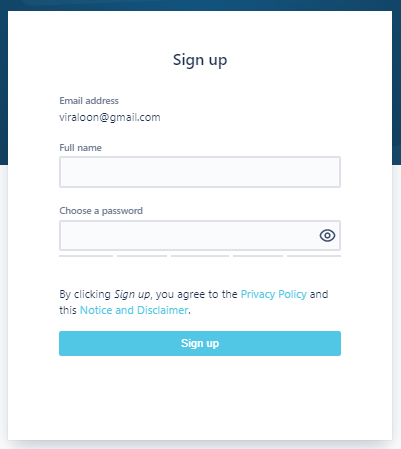 Sign up
Email address
viraloon@gmail.com
Full name
Choose a password
By clicking Sign up, you agree to the Privacy Policy and
this Notice and Disclaimer.
Sign up